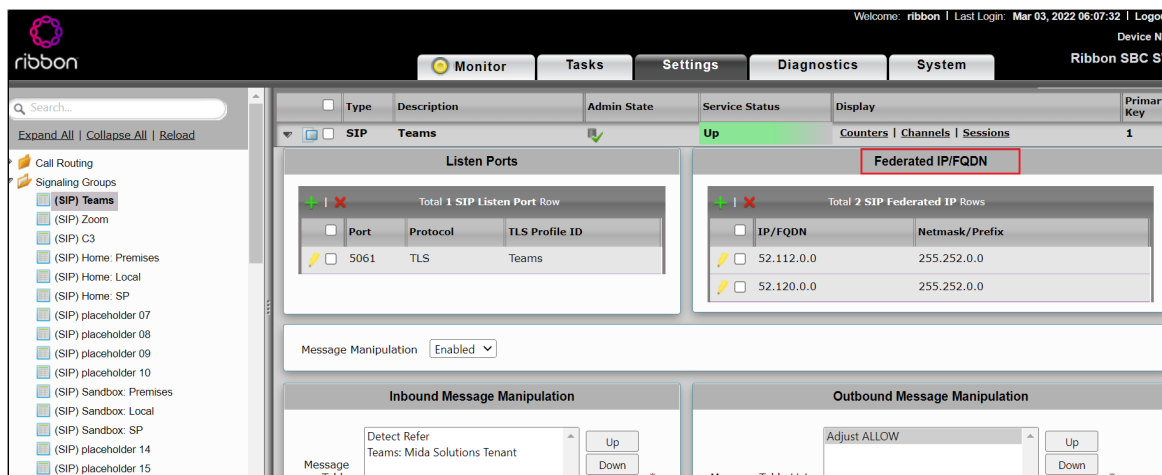 Welcome: ribbon | Last Login: Mar 03, 2022 06:07:32 |
ribbon
Monitor Tasks Settings Diagnostics System Ribbon SBC
Search...
Expand All | Collapse All | Reload
Call Routing
Signaling Groups
(SIP) Teams
(SIP) Zoom
(SIP) C3
(SIP) Home: Premises
(SIP) Home: Local
(SIP) Home: SP
(SIP) placeholder 07
(SIP) placeholder 08
(SIP) placeholder 09
(SIP) placeholder 10
(SIP) Sandbox: Premises
(SIP) Sandbox: Local
(SIP) Sandbox: SP
(SIP) placeholder 14
(SIP) placeholder 15
Type Description Admin State Service Status Display Primary Key
SIP Teams Up Counters | Channels | Sessions 1
Listen Ports
Total 1 SIP Listen Port Row
Port Protocol TLS Profile ID
5061 TLS Teams
Federated IP/FQDN
Total 2 SIP Federated IP Rows
IP/FQDN Netmask/Prefix
52.112.0.0 255.252.0.0
52.120.0.0 255.252.0.0
Message Manipulation Enabled
Inbound Message Manipulation
Detect Refer
Teams: Mida Solutions Tenant
Up
Down
Message
Outbound Message Manipulation
Adjust ALLOW
Up
Down